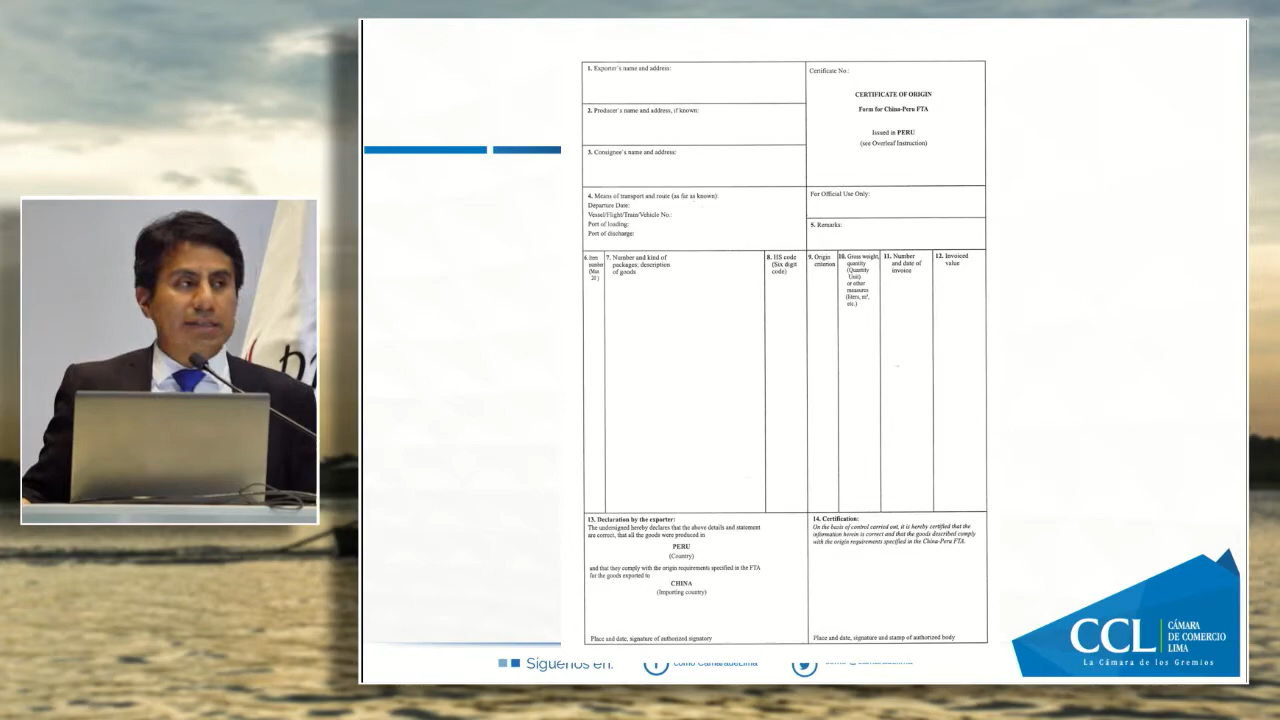 1. Exporter's name and address:
Certificate No.:
CERTIFICATE OF ORIGIN
Form for China-Peru FTA
Issued in PERU
(see Overleaf Instruction)
2. Producer's name and address, if known:
3. Consignee's name and address:
4. Means of transport and route (as far as known):
Departure Date:
Vessel/Flight/Train/Vehicle No.:
Port of loading:
Port of discharge:
For Official Use Only:
5. Remarks:
6. Item
number
(Max
20)
7. Number and kind of
packages; description
of goods
8. HS code
(Six digit
code)
9. Origin
criterion
10. Gross weight,
quantity
(Quantity
Unit)
or other
measures
(liters, m³,
etc.)
11. Number
and date of
invoice
12. Invoiced
value
13. Declaration by the exporter:
The undersigned hereby declares that the above details and statement
are correct, that all the goods were produced in
PERU
(Country)
and that they comply with the origin requirements specified in the FTA
for the goods exported to
CHINA
(Importing country)
Place and date, signature of authorized signatory
14. Certification:
On the basis of control carried out, it is hereby certified that the
information herein is correct and that the goods described comply
with the origin requirements specified in the China-Peru FTA.
Place and date, signature and stamp of authorized body
Síguenos en:
como CamaradeLima
CCL
CÁMARA
DE COMERCIO
LIMA
La Cámara de los Gremios